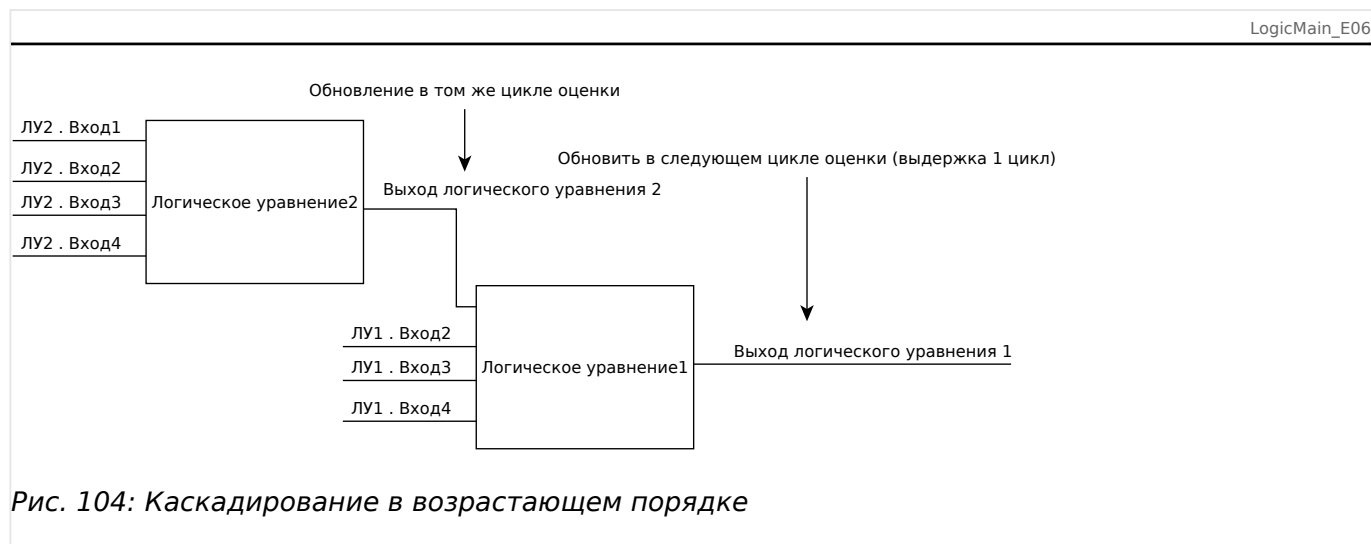 LogicMain_E06
Обновление в том же цикле оценки
ЛУ2 . Вход1
Обновить в следующем цикле оценки (выдержка 1 цикл)
ЛУ2 . Вход2
Выход логического уравнения 2
ЛУ2 . Вход3
Логическое уравнение2
ЛУ2 . Вход4
ЛУ1 . Вход2
Выход логического уравнения 1
ЛУ1 . Вход3
Логическое уравнение1
ЛУ1 . Вход4
Рис. 104: Каскадирование в возрастающем порядке